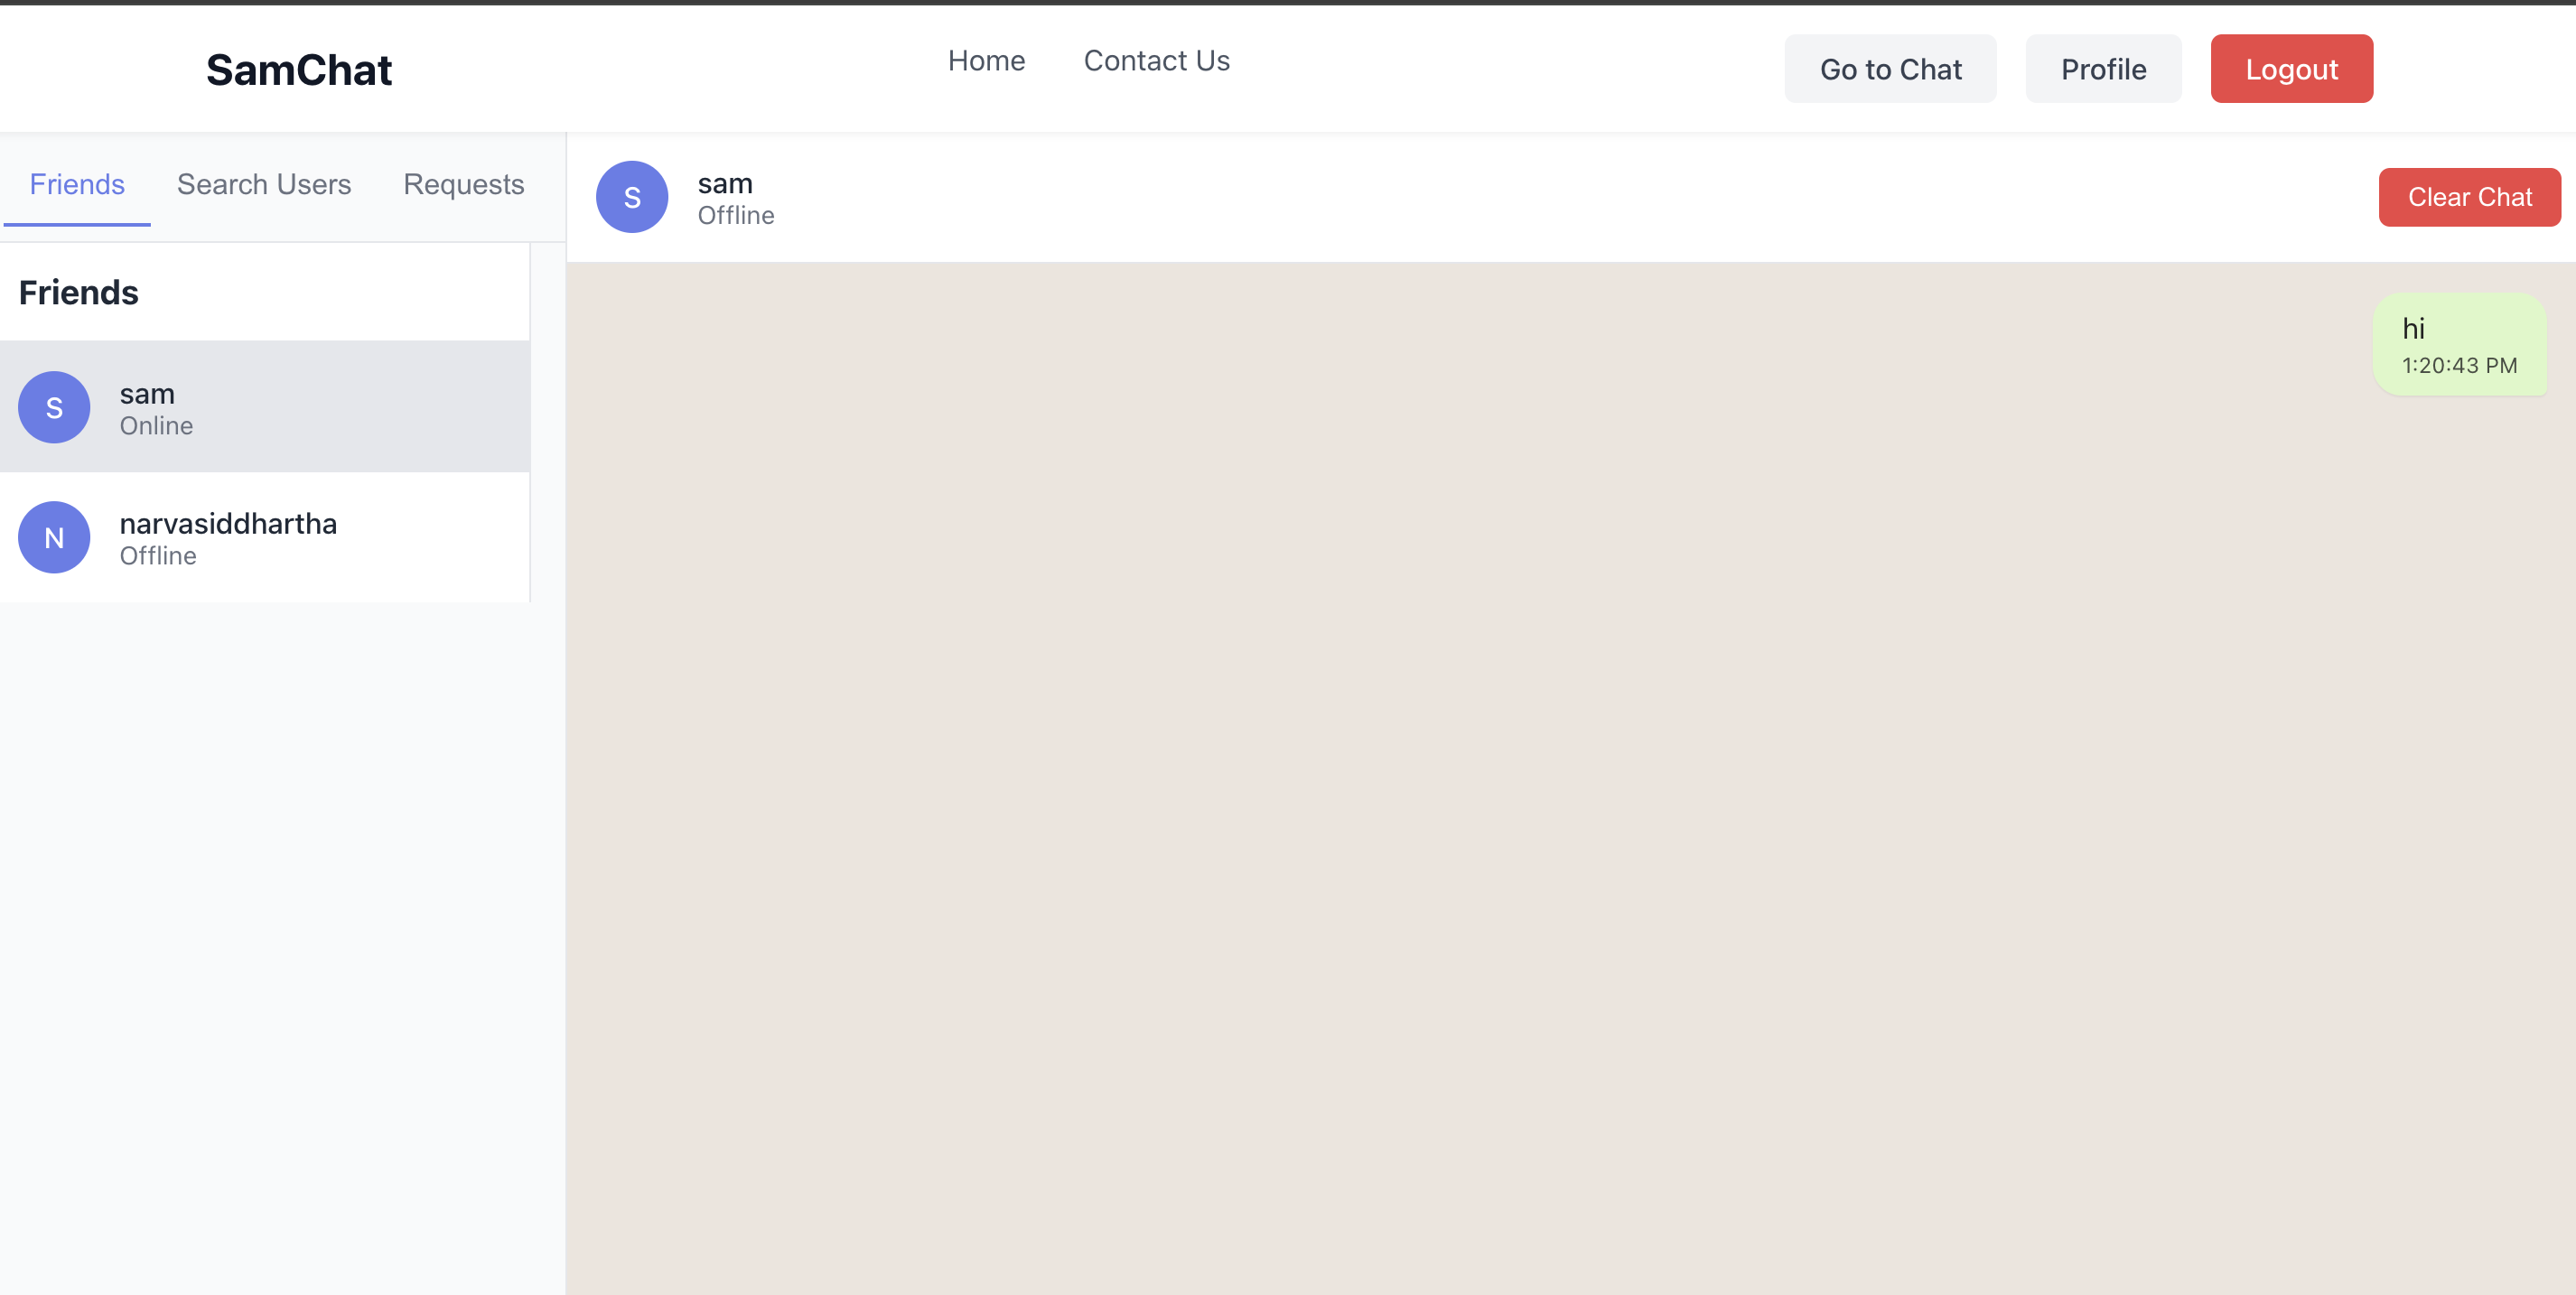 SamChat
Home Contact Us
Go to Chat Profile Logout
Friends Search Users Requests
Friends
S
sam
Online
N
narvasiddhartha
Offline
S
sam
Offline
Clear Chat
hi
1:20:43 PM